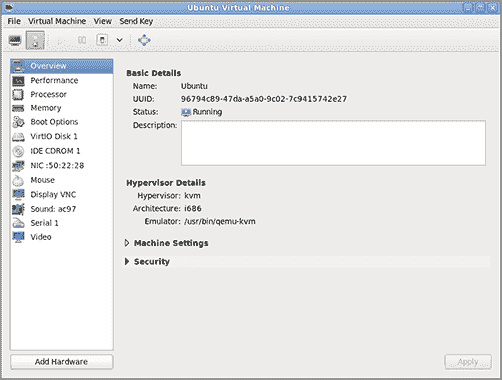 Ubuntu Virtual Machine
File Virtual Machine View Send Key
Overview
Performance
Processor
Memory
Boot Options
VirtIO Disk 1
IDE CDROM 1
NIC :50:22:28
Mouse
Display VNC
Sound: ac97
Serial 1
Video
Add Hardware
Basic Details
Name: Ubuntu
UUID: 96794c89-47da-a5a0-9c02-7c9415742e27
Status: Running
Description:
Hypervisor Details
Hypervisor: kvm
Architecture: i686
Emulator: /usr/bin/qemu-kvm
Machine Settings
Security
Apply